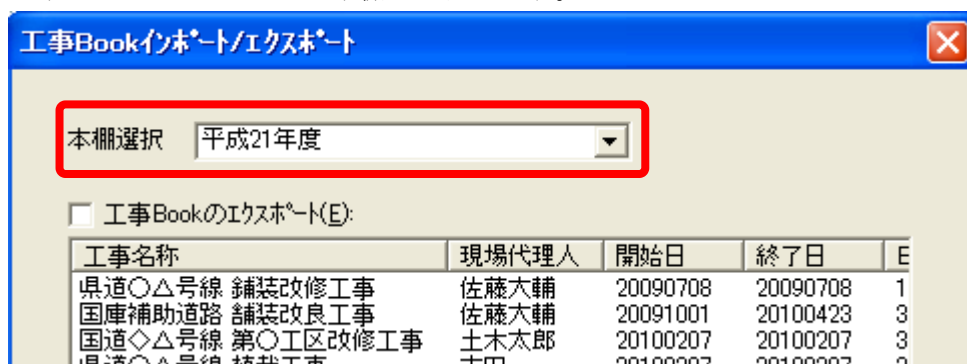 工事Bookｲﾝﾎﾟｰﾄ/ｴｸｽﾎﾟｰﾄ
本棚選択 平成21年度
工事Bookのｴｸｽﾎﾟｰﾄ(E):
工事名称 現場代理人 開始日 終了日
県道○△号線 舗装改修工事 佐藤大輔 20090708 20090708 1
国庫補助道路 舗装改良工事 佐藤大輔 20091001 20100423 3
国道◇△号線 第○工区改修工事 土木太郎 20100207 20100207 3